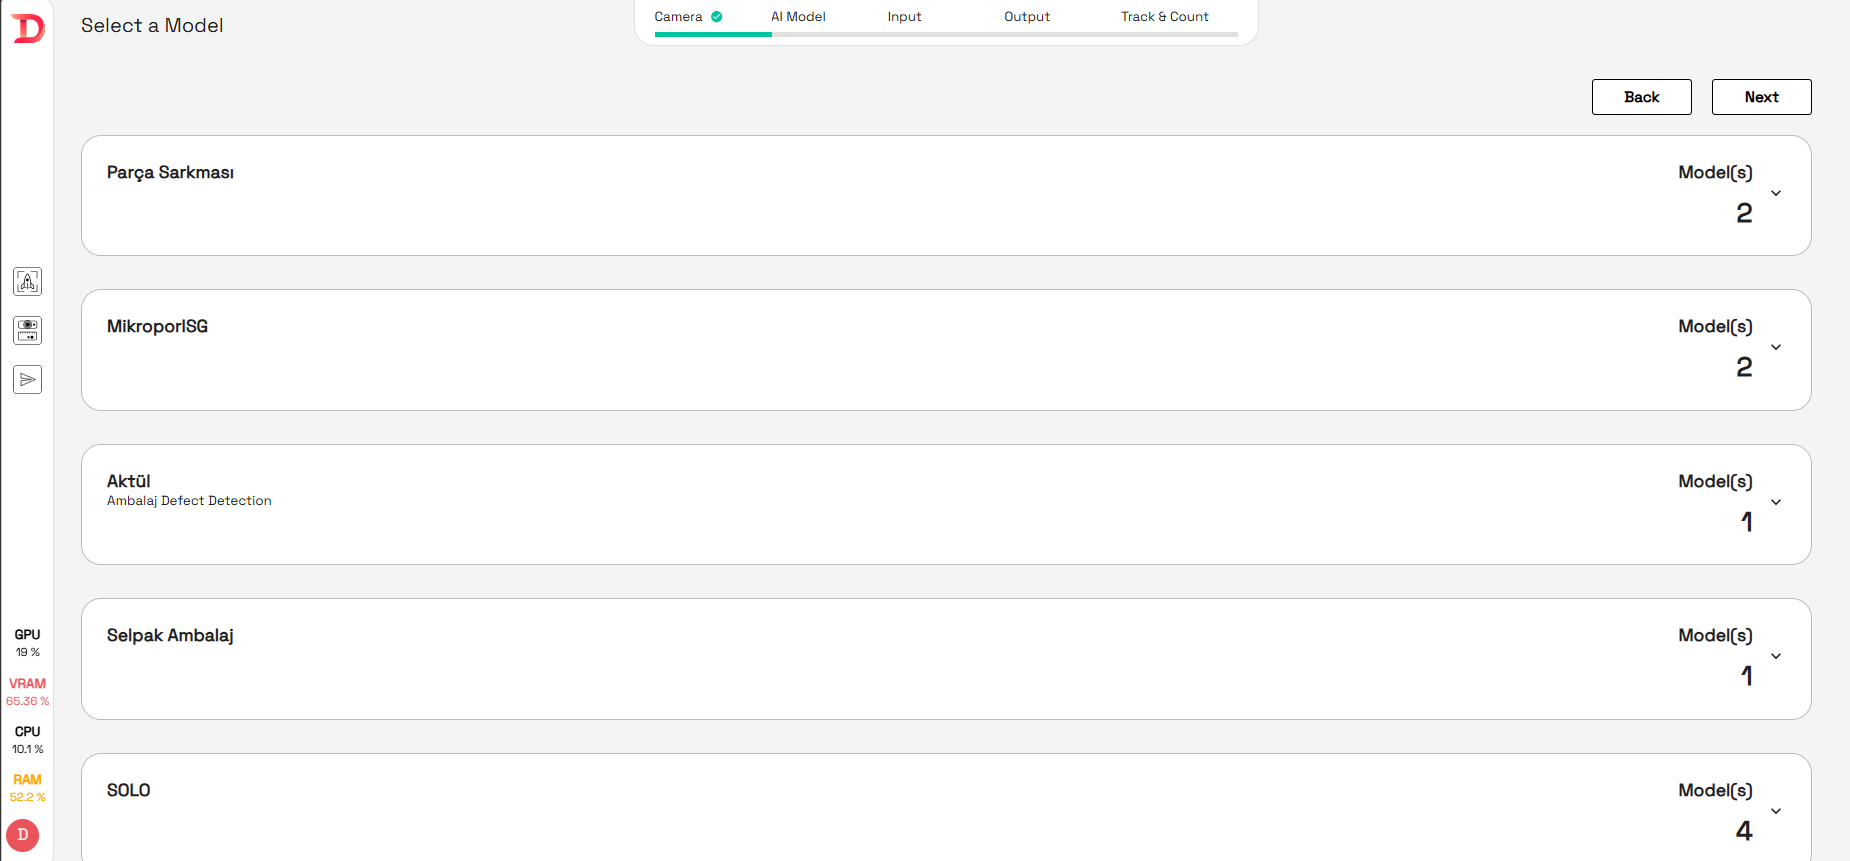 Select a Model
Camera
AI Model
Input
Output
Track & Count
Back
Next
Parça Sarkması
Model(s)
2
MikroporISG
Model(s)
2
Aktül
Ambalaj Defect Detection
Model(s)
1
Selpak Ambalaj
Model(s)
1
SOLO
Model(s)
4
D
GPU
19 %
VRAM
65.36 %
CPU
10.1 %
RAM
52.2 %
D